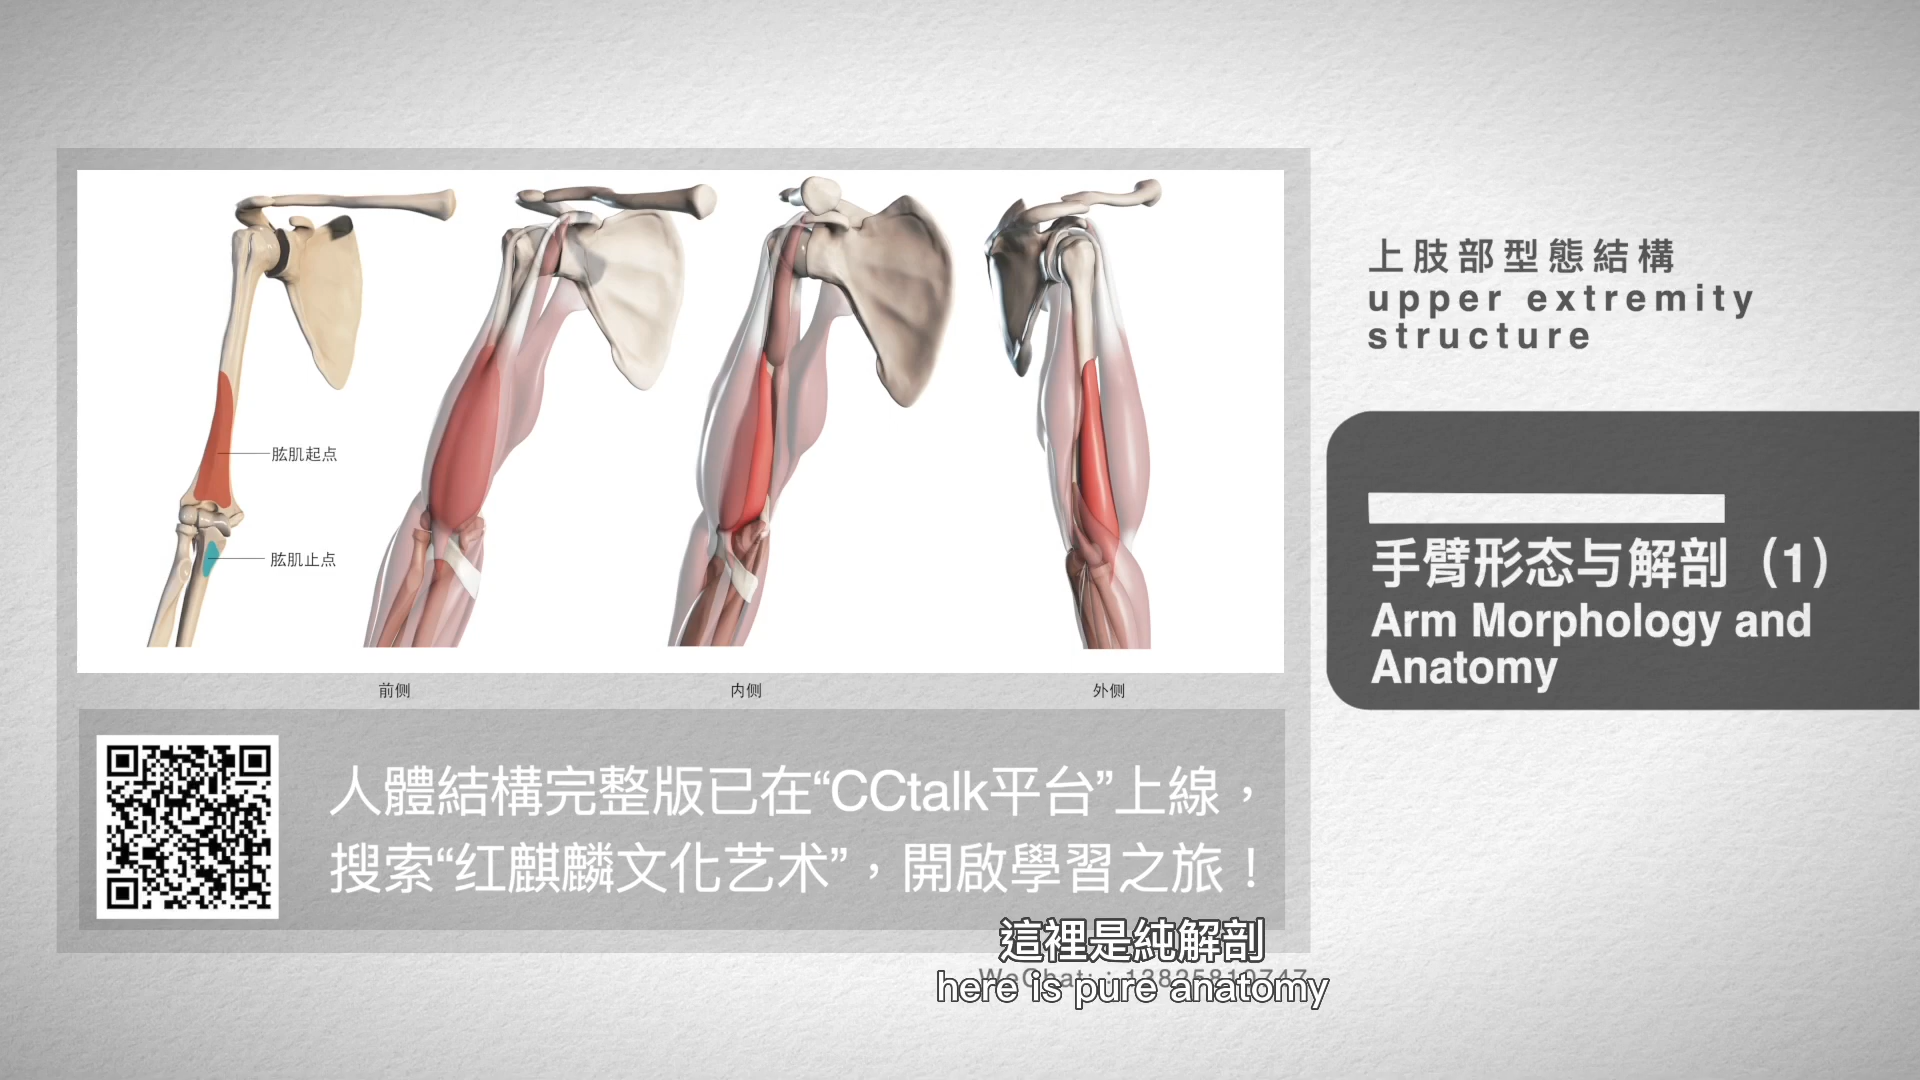 肱肌起点
肱肌止点
前侧
内侧
外侧
上肢部型態結構
upper extremity
structure
手臂形态与解剖（1）
Arm Morphology and
Anatomy
人體結構完整版已在“CCtalk平台”上線，
搜索“红麒麟文化艺术”，開啟學習之旅！
這裡是純解剖
here is pure anatomy